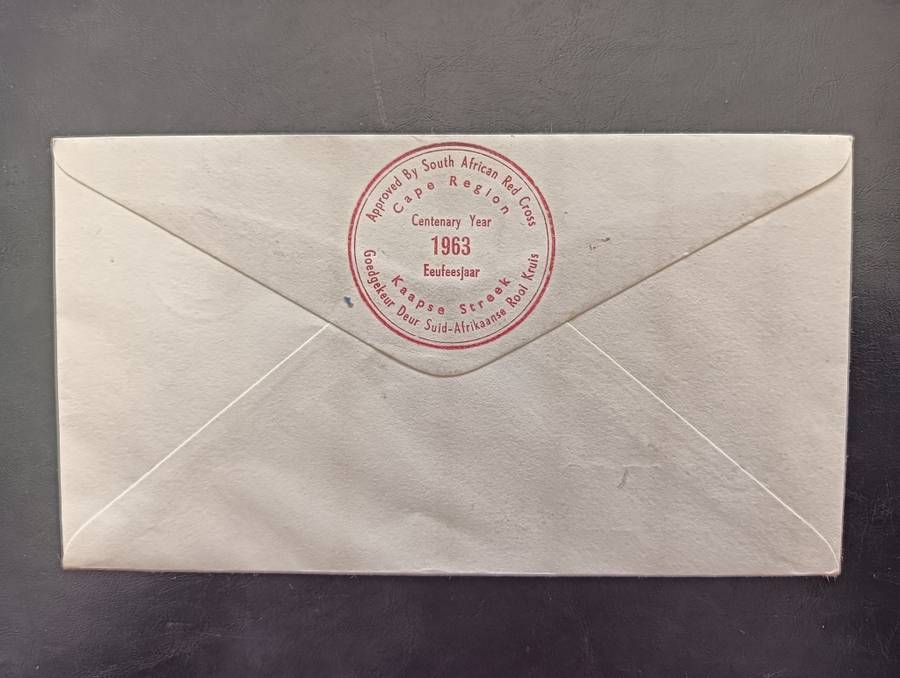 Approved By South African Red Cross
Cape Region
Centenary Year
1963
Eeufeesjaar
Kaapse Streek
Goedgekeur Deur Suid-Afrikaanse Rooi Kruis